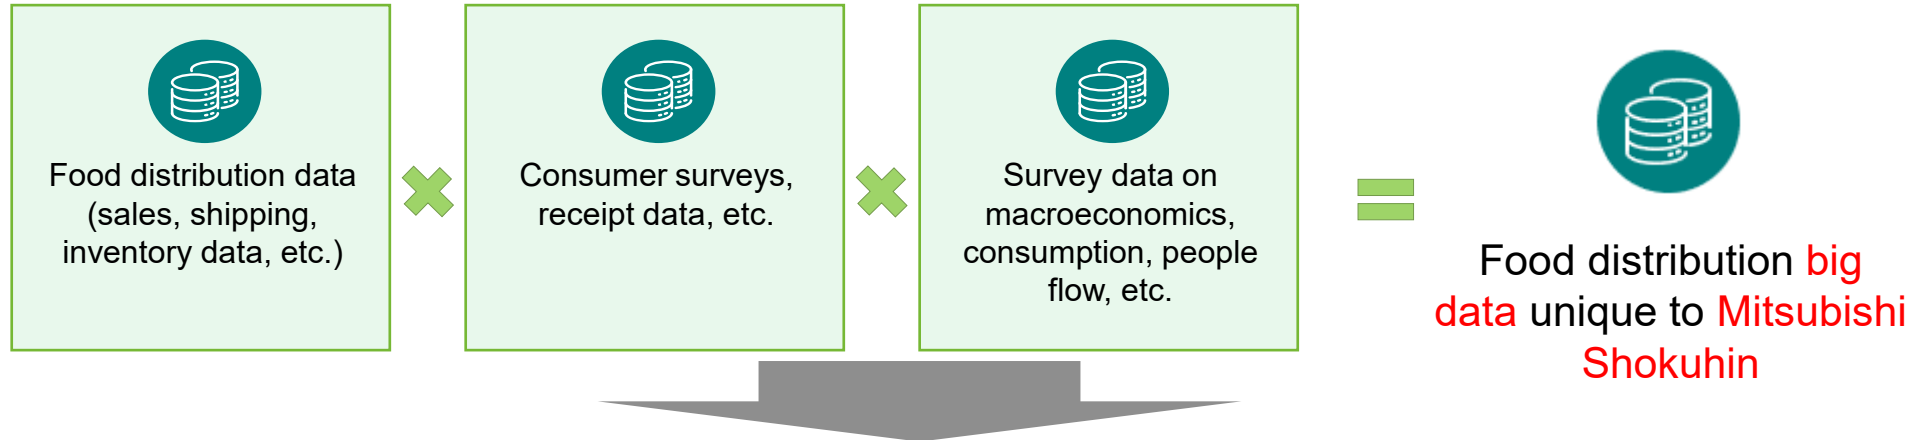 Food distribution data
(sales, shipping,
inventory data, etc.)
Consumer surveys,
receipt data, etc.
Survey data on
macroeconomics,
consumption, people
flow, etc.
Food distribution big
data unique to Mitsubishi
Shokuhin